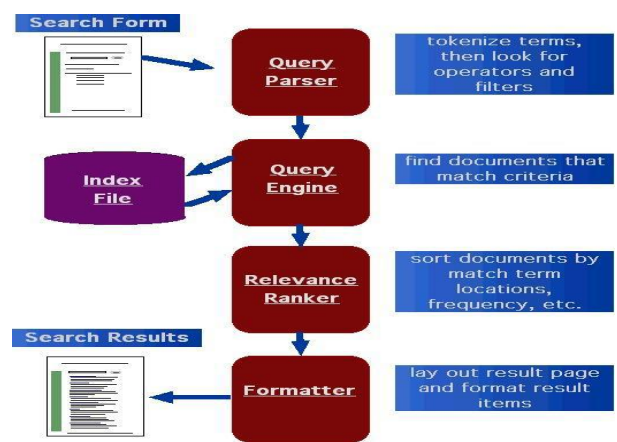 Search Form
Query
Parser
tokenize terms,
then look for
operators and
filters
Index
File
Query
Engine
find documents that
match criteria
Relevance
Ranker
sort documents by
match term
locations,
frequency, etc.
Search Results
Formatter
lay out result page
and format result
items